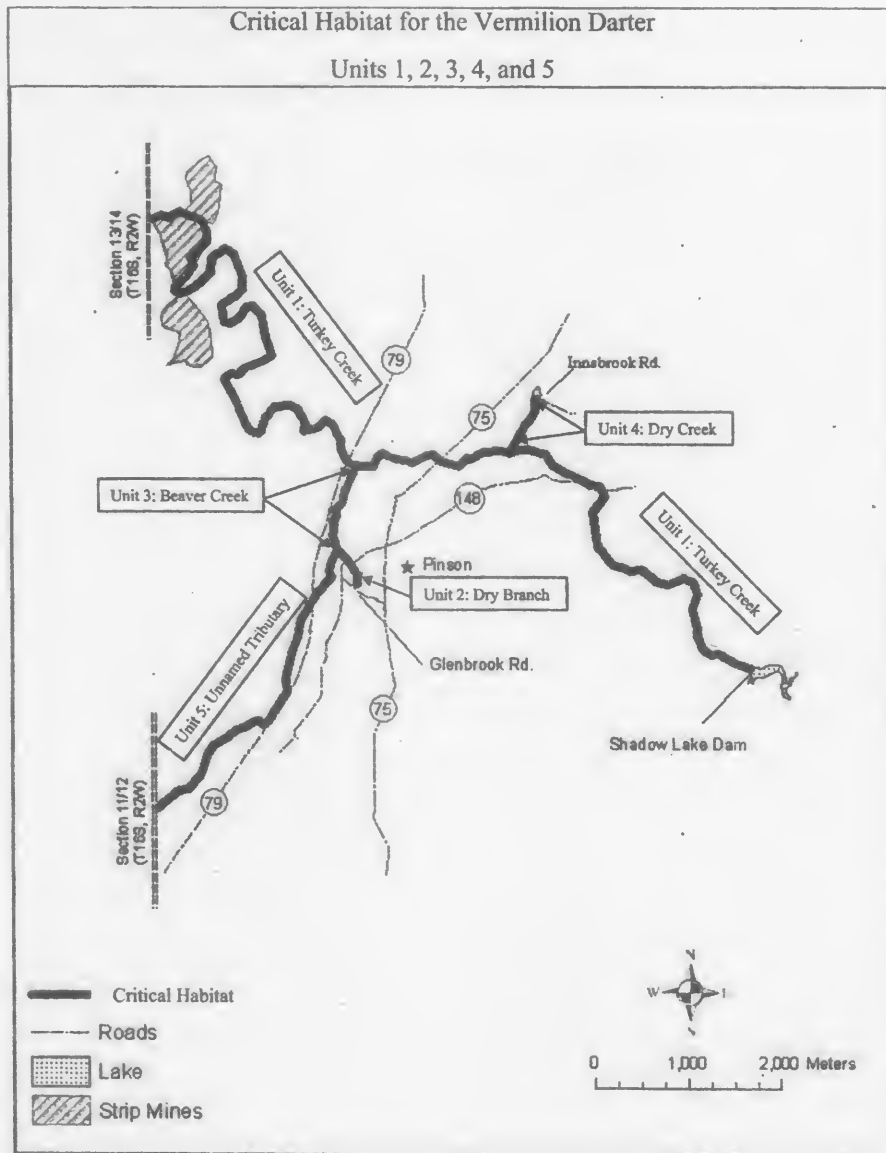 Critical Habitat for the Vermilion Darter
Units 1, 2, 3, 4, and 5
Section 13/14
(T16S, R2W)
Unit 1: Turkey Creek
79
75
Innsbrook Rd.
Unit 4: Dry Creek
Unit 3: Beaver Creek
148
Pinson
Unit 2: Dry Branch
Unit 1: Turkey Creek
Glenbrook Rd.
Unit 5: Unnamed Tributary
75
Shadow Lake Dam
Section 11/12
(T16S, R2W)
79
Critical Habitat
Roads
Lake
Strip Mines
W
0 1,000 2,000 Meters